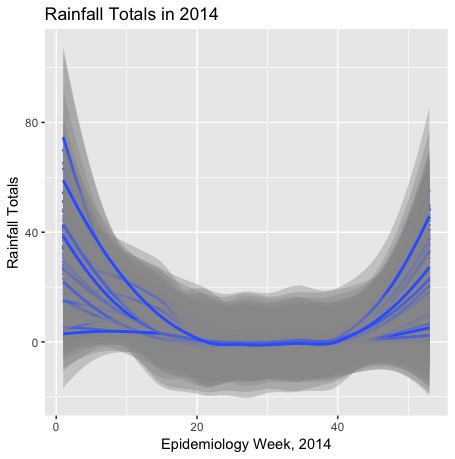 Rainfall Totals in 2014
80
40
0
Rainfall Totals
0 20 40
Epidemiology Week, 2014